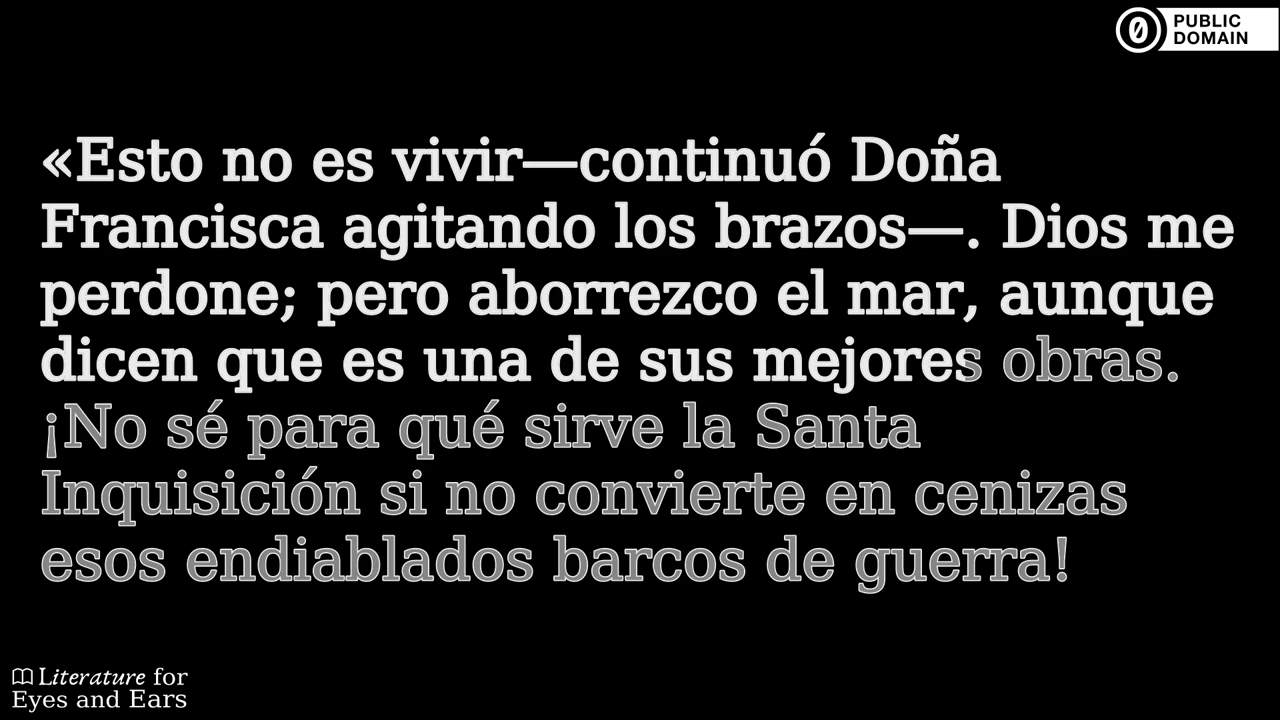 PUBLIC
DOMAIN
«Esto no es vivir—continuó Doña
Francisca agitando los brazos—. Dios me
perdone; pero aborrezco el mar, aunque
dicen que es una de sus mejores obras.
¡No sé para qué sirve la Santa
Inquisición si no convierte en cenizas
esos endiablados barcos de guerra!
Literature for
Eyes and Ears